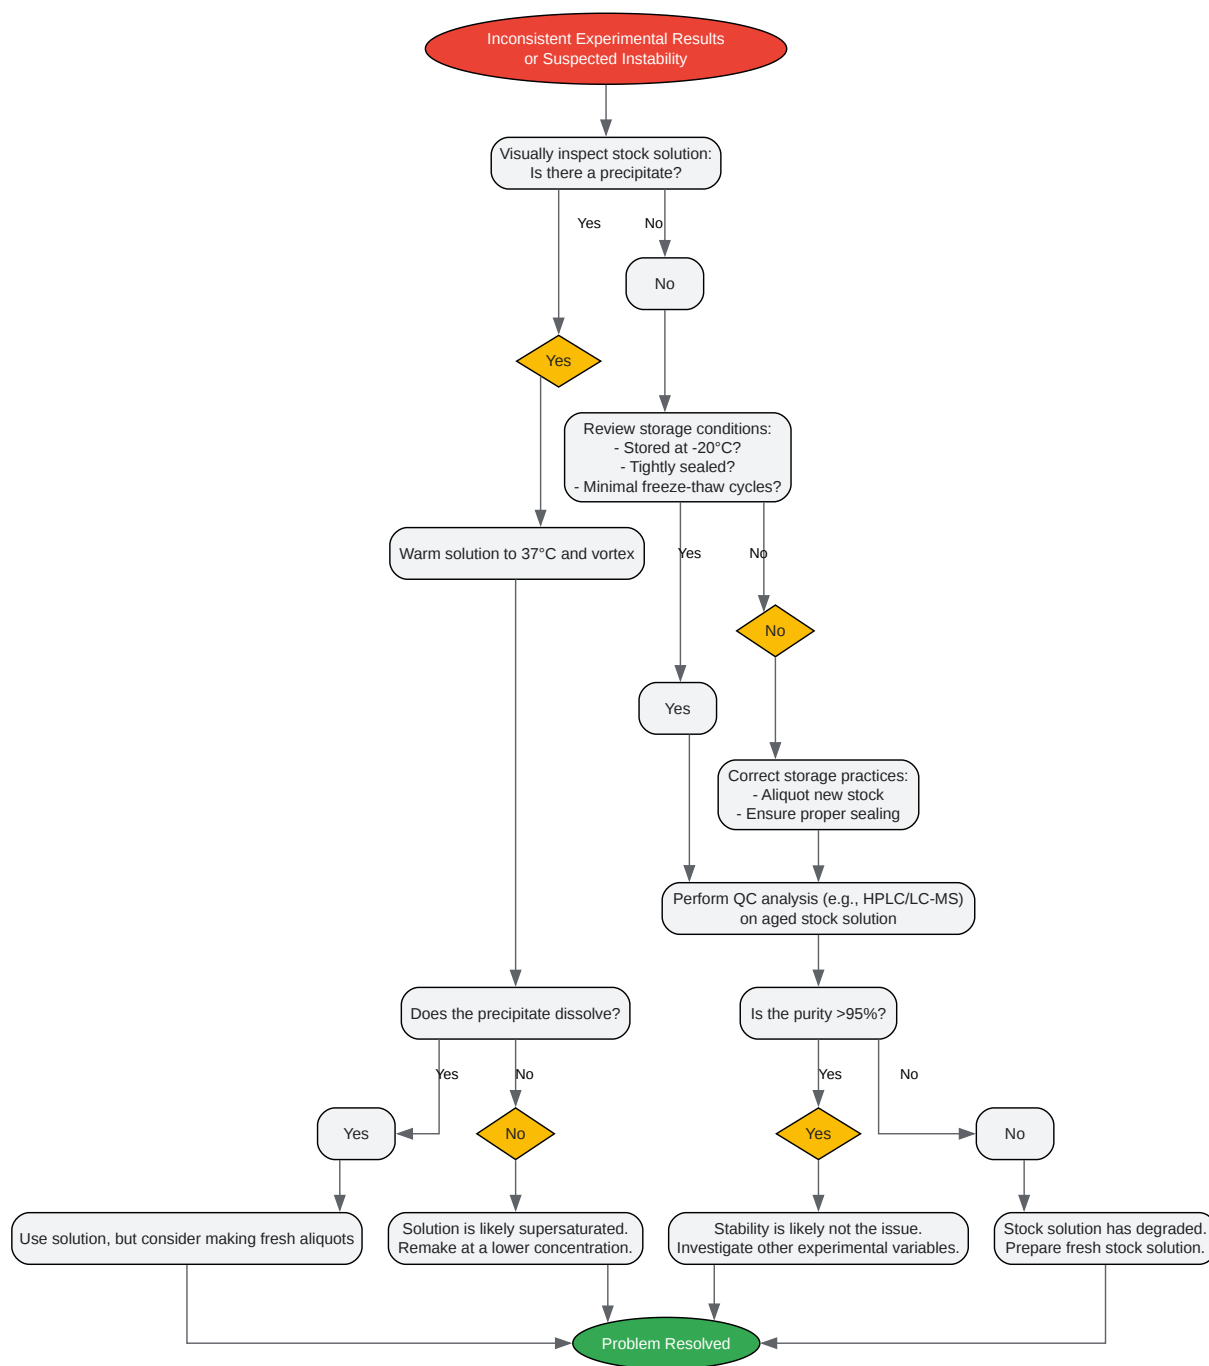 Inconsistent Experimental Results
or Suspected Instability
Visually inspect stock solution:
Is there a precipitate?
Yes
No
No
Yes
Review storage conditions:
- Stored at -20°C?
- Tightly sealed?
- Minimal freeze-thaw cycles?
Warm solution to 37°C and vortex
Yes
No
No
Yes
Correct storage practices:
- Aliquot new stock
- Ensure proper sealing
Perform QC analysis (e.g., HPLC/LC-MS)
on aged stock solution
Does the precipitate dissolve?
Is the purity >95%?
Yes
No
Yes
No
Yes
No
Yes
No
Use solution, but consider making fresh aliquots
Solution is likely supersaturated.
Remake at a lower concentration.
Stability is likely not the issue.
Investigate other experimental variables.
Stock solution has degraded.
Prepare fresh stock solution.
Problem Resolved